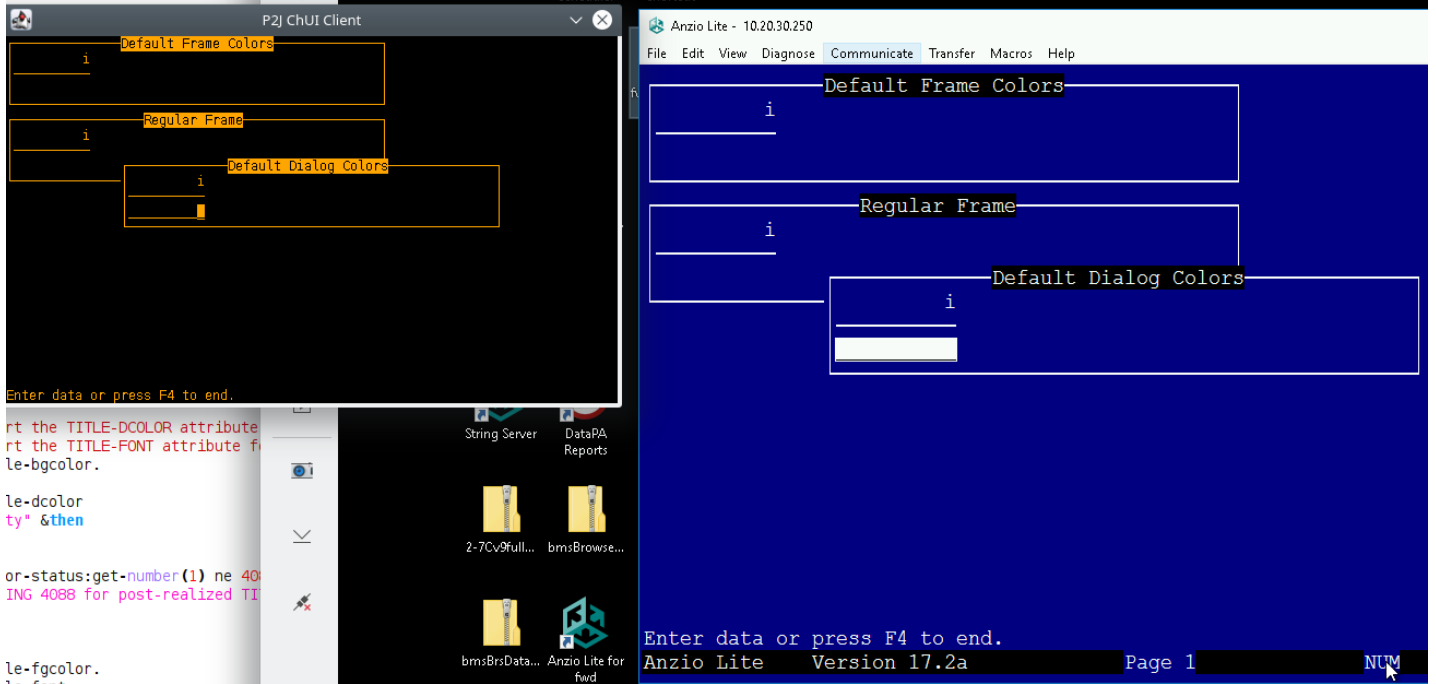 P2J ChUI Client
Default Frame Colors
i
Regular Frame
i
Default Dialog Colors
i
Enter data or press F4 to end.
rt the TITLE-DCOLOR attribute
rt the TITLE-FONT attribute f
le-bgcolor.
le-dcolor
ty" &then
or-status:get-number(1) ne 408
ING 4088 for post-realized TI
le-fgcolor.
String Server
DataPA
Reports
2-7Cv9full...
bmsBrowse...
bmsBrsData...
Anzio Lite for
fwd
Anzio Lite - 10.20.30.250
File Edit View Diagnose Communicate Transfer Macros Help
Default Frame Colors
i
Regular Frame
i
Default Dialog Colors
i
Enter data or press F4 to end.
Anzio Lite Version 17.2a Page 1 NUM